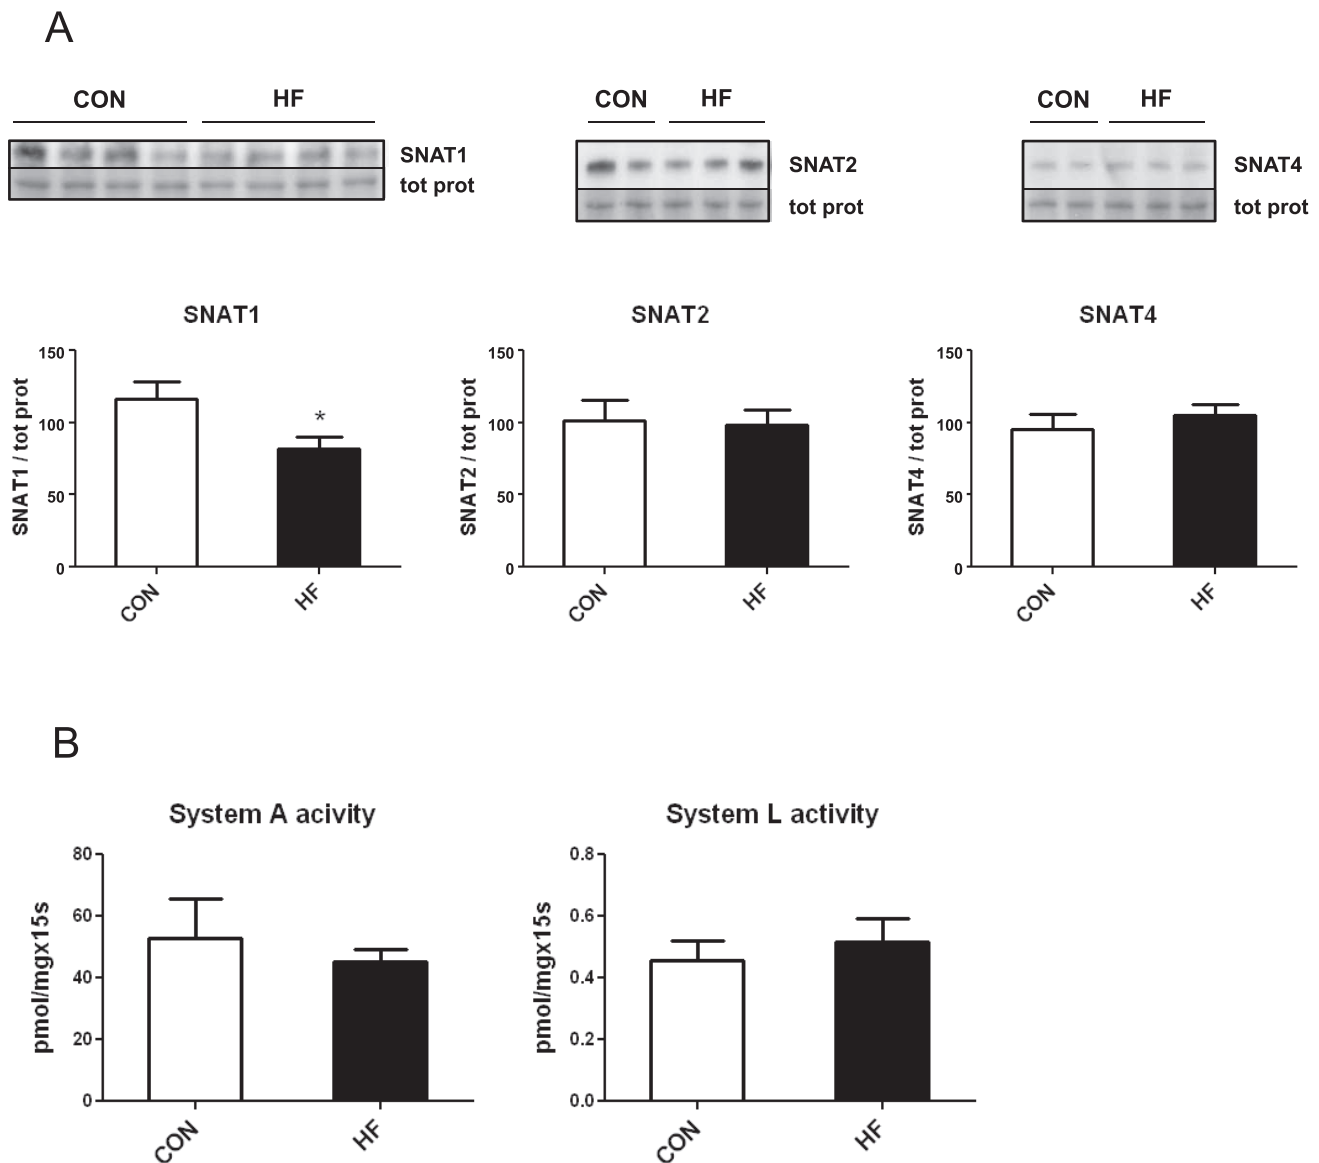 A
CON HF
SNAT1
tot prot
CON HF
SNAT2
tot prot
CON HF
SNAT4
tot prot
SNAT1
SNAT1 / tot prot
150
100
50
0
*
CON HF
SNAT2
SNAT2 / tot prot
150
100
50
0
CON HF
SNAT4
SNAT4 / tot prot
150
100
50
0
CON HF
B
System A acivity
pmol/mgx15s
80
60
40
20
0
CON HF
System L activity
pmol/mgx15s
0.8
0.6
0.4
0.2
0.0
CON HF